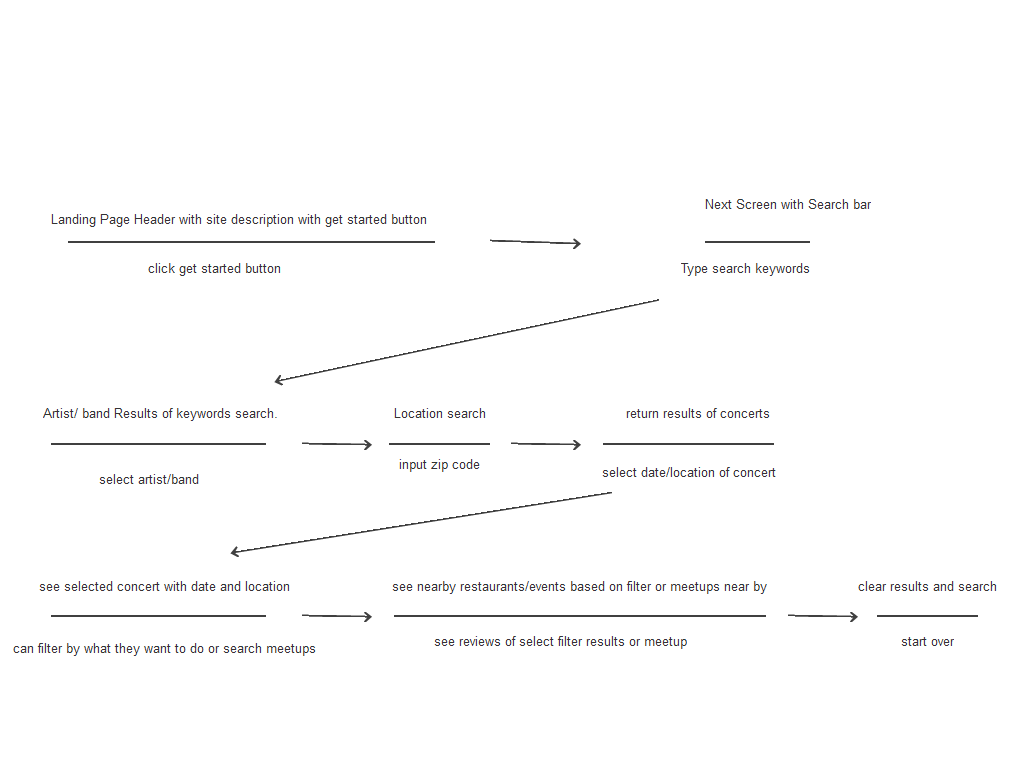 Landing Page Header with site description with get started button
click get started button
Next Screen with Search bar
Type search keywords
Artist/ band Results of keywords search.
select artist/band
Location search
input zip code
return results of concerts
select date/location of concert
see selected concert with date and location
can filter by what they want to do or search meetups
see nearby restaurants/events based on filter or meetups near by
see reviews of select filter results or meetup
clear results and search
start over